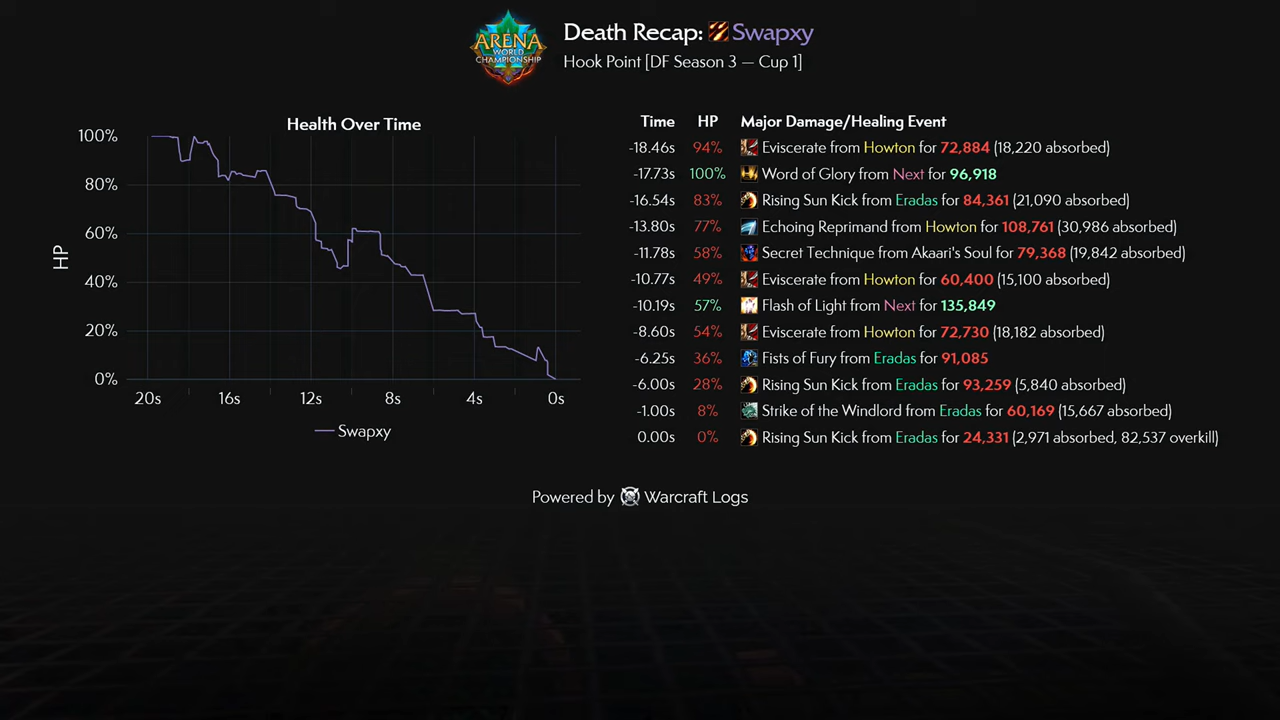 ARENA
WORLD
CHAMPIONSHIP
Death Recap: Swapxy
Hook Point [DF Season 3 — Cup 1]
Health Over Time
100%
80%
60%
40%
20%
0%
HP
20s 16s 12s 8s 4s 0s
Swapxy
Time HP Major Damage/Healing Event
-18.46s 94% Eviscerate from Howton for 72,884 (18,220 absorbed)
-17.73s 100% Word of Glory from Next for 96,918
-16.54s 83% Rising Sun Kick from Eradas for 84,361 (21,090 absorbed)
-13.80s 77% Echoing Reprimand from Howton for 108,761 (30,986 absorbed)
-11.78s 58% Secret Technique from Akaari's Soul for 79,368 (19,842 absorbed)
-10.77s 49% Eviscerate from Howton for 60,400 (15,100 absorbed)
-10.19s 57% Flash of Light from Next for 135,849
-8.60s 54% Eviscerate from Howton for 72,730 (18,182 absorbed)
-6.25s 36% Fists of Fury from Eradas for 91,085
-6.00s 28% Rising Sun Kick from Eradas for 93,259 (5,840 absorbed)
-1.00s 8% Strike of the Windlord from Eradas for 60,169 (15,667 absorbed)
0.00s 0% Rising Sun Kick from Eradas for 24,331 (2,971 absorbed, 82,537 overkill)
Powered by Warcraft Logs